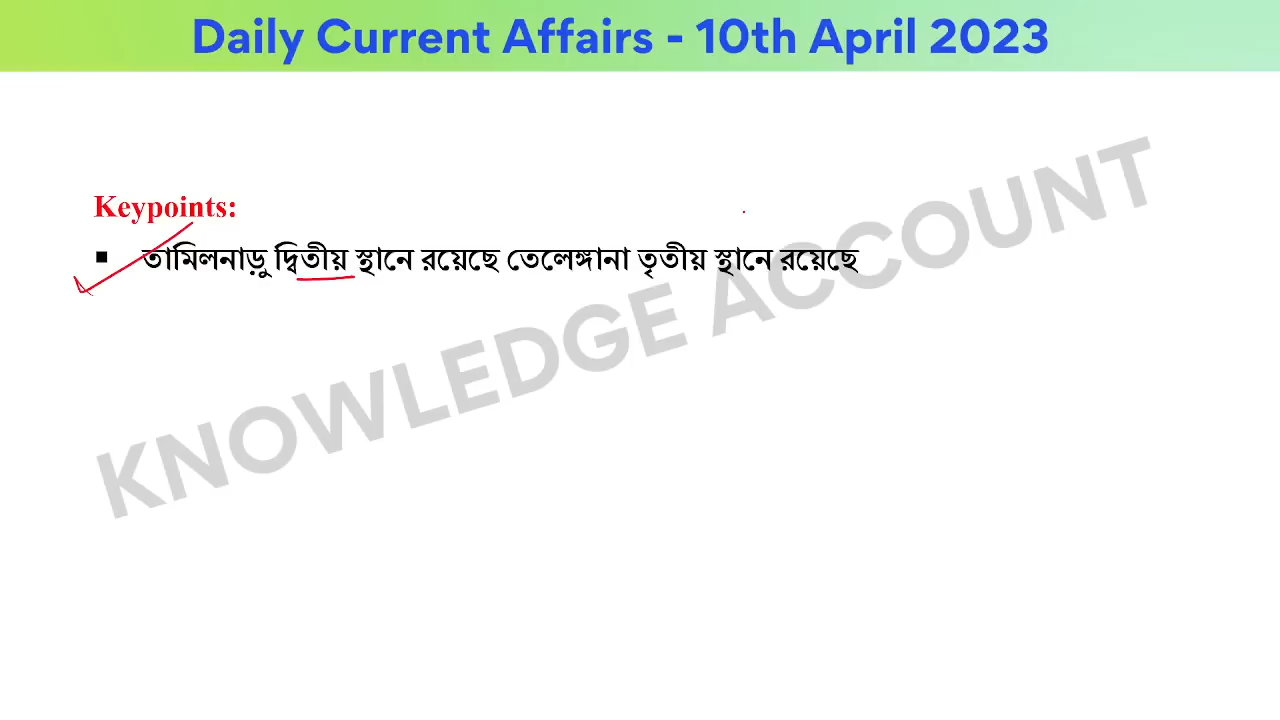 Daily Current Affairs - 10th April 2023
Keypoints:
▪ তামিলনাড়ু দ্বিতীয় স্থানে রয়েছে তেলেঙ্গানা তৃতীয় স্থানে রয়েছে
KNOWLEDGE ACCOUNT